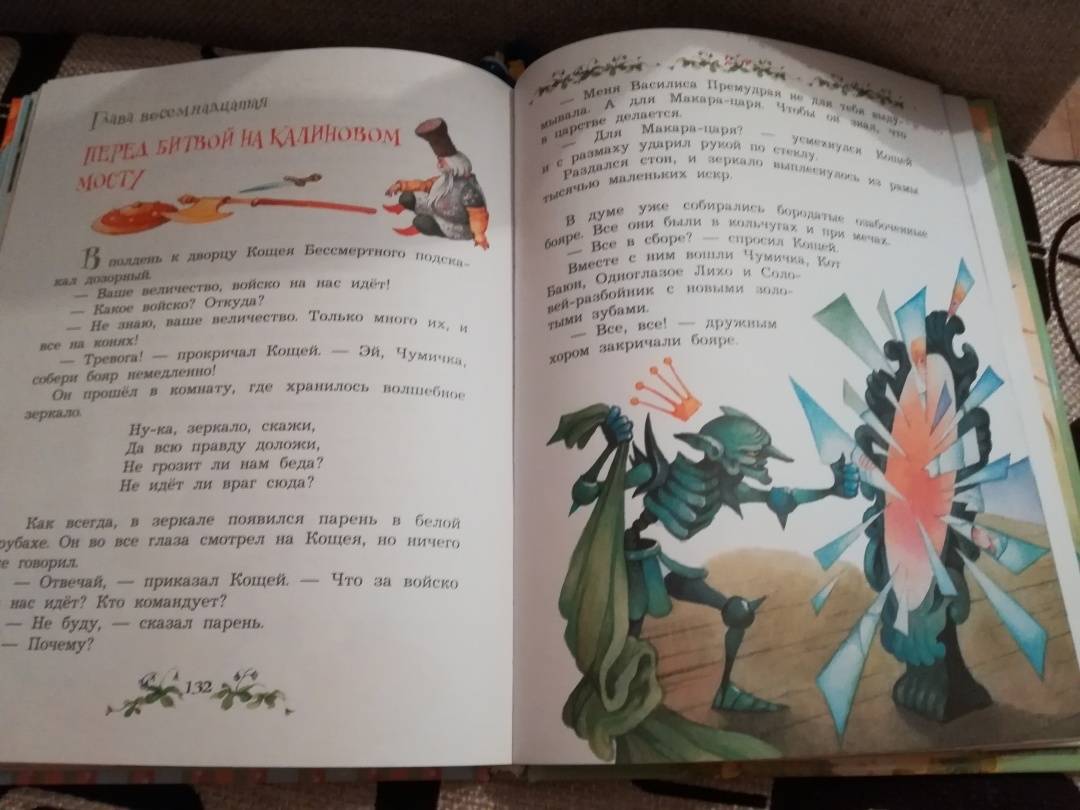 Глава восемнадцатая
ПЕРЕД БИТВОЙ НА КАЛИНОВОМ
МОСТУ
В полдень к дворцу Кощея Бессмертного подска-
кал дозорный.
— Ваше величество, войско на нас идёт!
— Какое войско? Откуда?
— Не знаю, ваше величество. Только много их, и
все на конях!
— Тревога! — прокричал Кощей. — Эй, Чумичка,
собери бояр немедленно!
Он прошёл в комнату, где хранилось волшебное
зеркало.
Ну-ка, зеркало, скажи,
Да всю правду доложи,
Не грозит ли нам беда?
Не идёт ли враг сюда?
Как всегда, в зеркале появился парень в белой
рубахе. Он во все глаза смотрел на Кощея, но ничего
не говорил.
— Отвечай, — приказал Кощей. — Что за войско
нас идёт? Кто командует?
— Не буду, — сказал парень.
— Почему?
132
— Меня Василиса Премудрая не для тебя выду-
мывала. А для Макара-царя. Чтобы он знал, что
в царстве делается.
— Для Макара-царя? — усмехнулся Кощей
и с размаху ударил рукой по стеклу.
Раздался стон, и зеркало выплеснулось из рамы
тысячью маленьких искр.
В думе уже собирались бородатые озабоченные
бояре. Все они были в кольчугах и при мечах.
— Все в сборе? — спросил Кощей.
Вместе с ним вошли Чумичка, Кот
Баюн, Одноглазое Лихо и Соло-
вей-разбойник с новыми золо-
тыми зубами.
— Все, все! — дружным
хором закричали бояре.